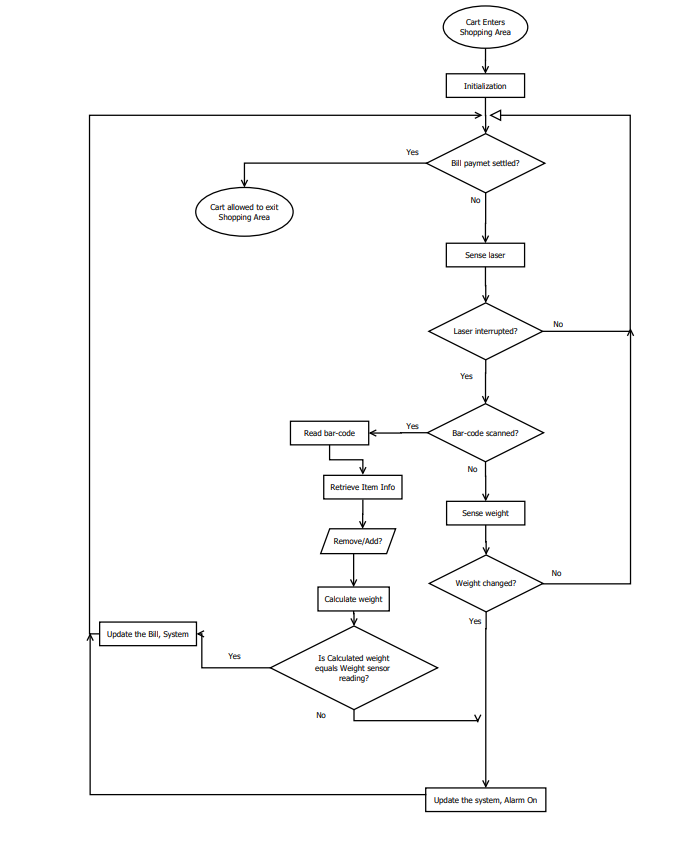 Cart Enters
Shopping Area
Initialization
Yes
Bill paymet settled?
No
Cart allowed to exit
Shopping Area
Sense laser
Laser interrupted?
No
Yes
Bar-code scanned?
Yes
Read bar-code
No
Retrieve Item Info
Sense weight
Remove/Add?
Weight changed?
No
Calculate weight
Yes
Update the Bill, System
Yes
Is Calculated weight
equals Weight sensor
reading?
No
Update the system, Alarm On